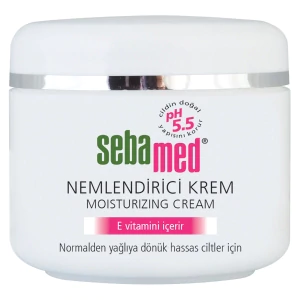 cildin doğal
pH
5.5
yapısını korur
sebamed®
NEMLENDİRİCİ KREM
MOISTURIZING CREAM
E vitamini içerir
Normalden yağlıya dönük hassas ciltler için